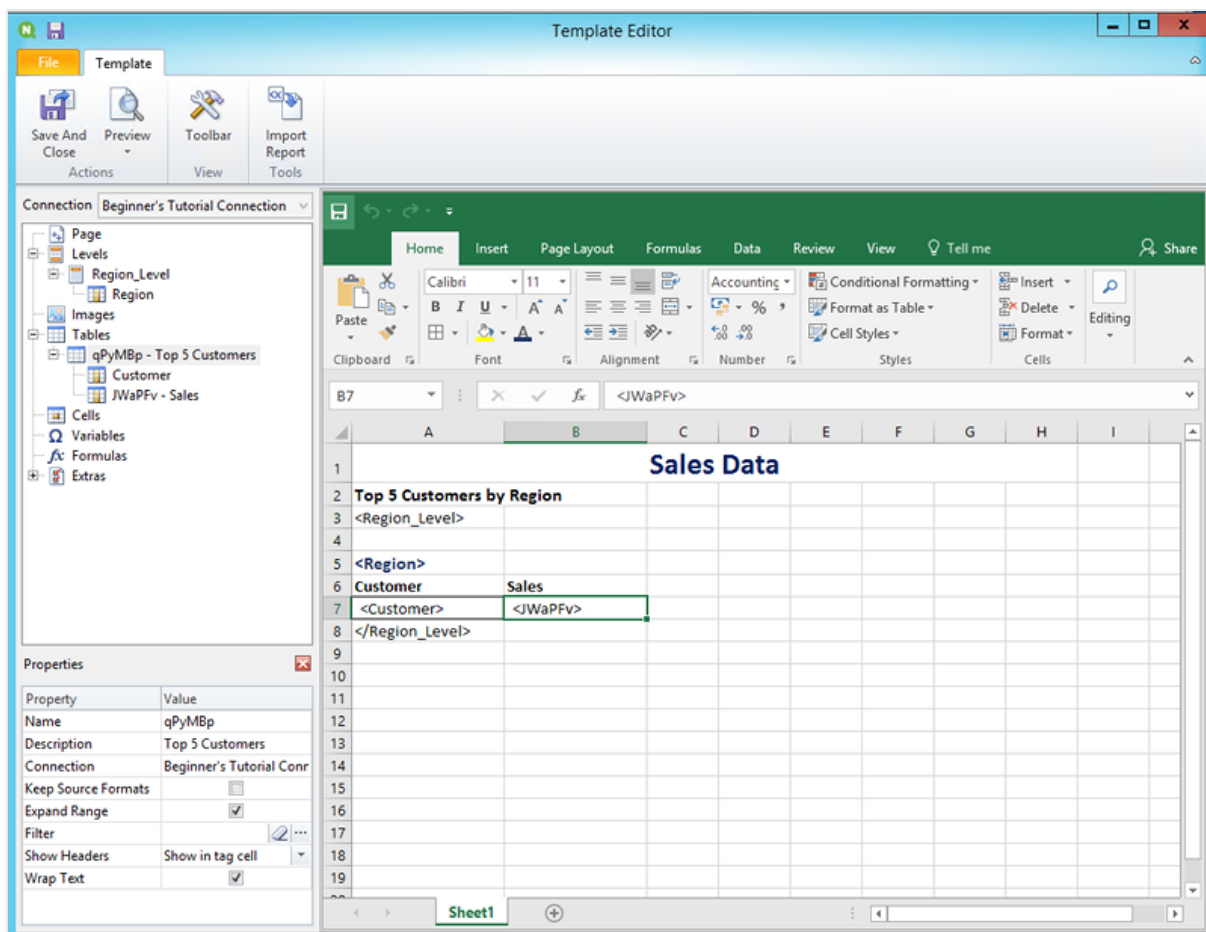 N
Template Editor
File Template
Save And Close
Preview
Toolbar
Import Report
Actions View Tools
Connection Beginner's Tutorial Connection
Page
Levels
Region_Level
Region
Images
Tables
qPyMBp - Top 5 Customers
Customer
JWaPFv - Sales
Cells
Variables
Formulas
Extras
Properties
Property Value
Name qPyMBp
Description Top 5 Customers
Connection Beginner's Tutorial Conr
Keep Source Formats
Expand Range
Filter
Show Headers Show in tag cell
Wrap Text
Home Insert Page Layout Formulas Data Review View Tell me Share
Paste
Calibri 11
B I U A A
A
Accounting
$ % ,
Conditional Formatting
Format as Table
Cell Styles
Insert
Delete
Format
Editing
Clipboard Font Alignment Number Styles Cells
B7 fx <JWaPFv>
A B C D E F G H I
1 Sales Data
2 Top 5 Customers by Region
3 <Region_Level>
4
5 <Region>
6 Customer Sales
7 <Customer> <JWaPFv>
8 </Region_Level>
9
10
11
12
13
14
15
16
17
18
19
Sheet1